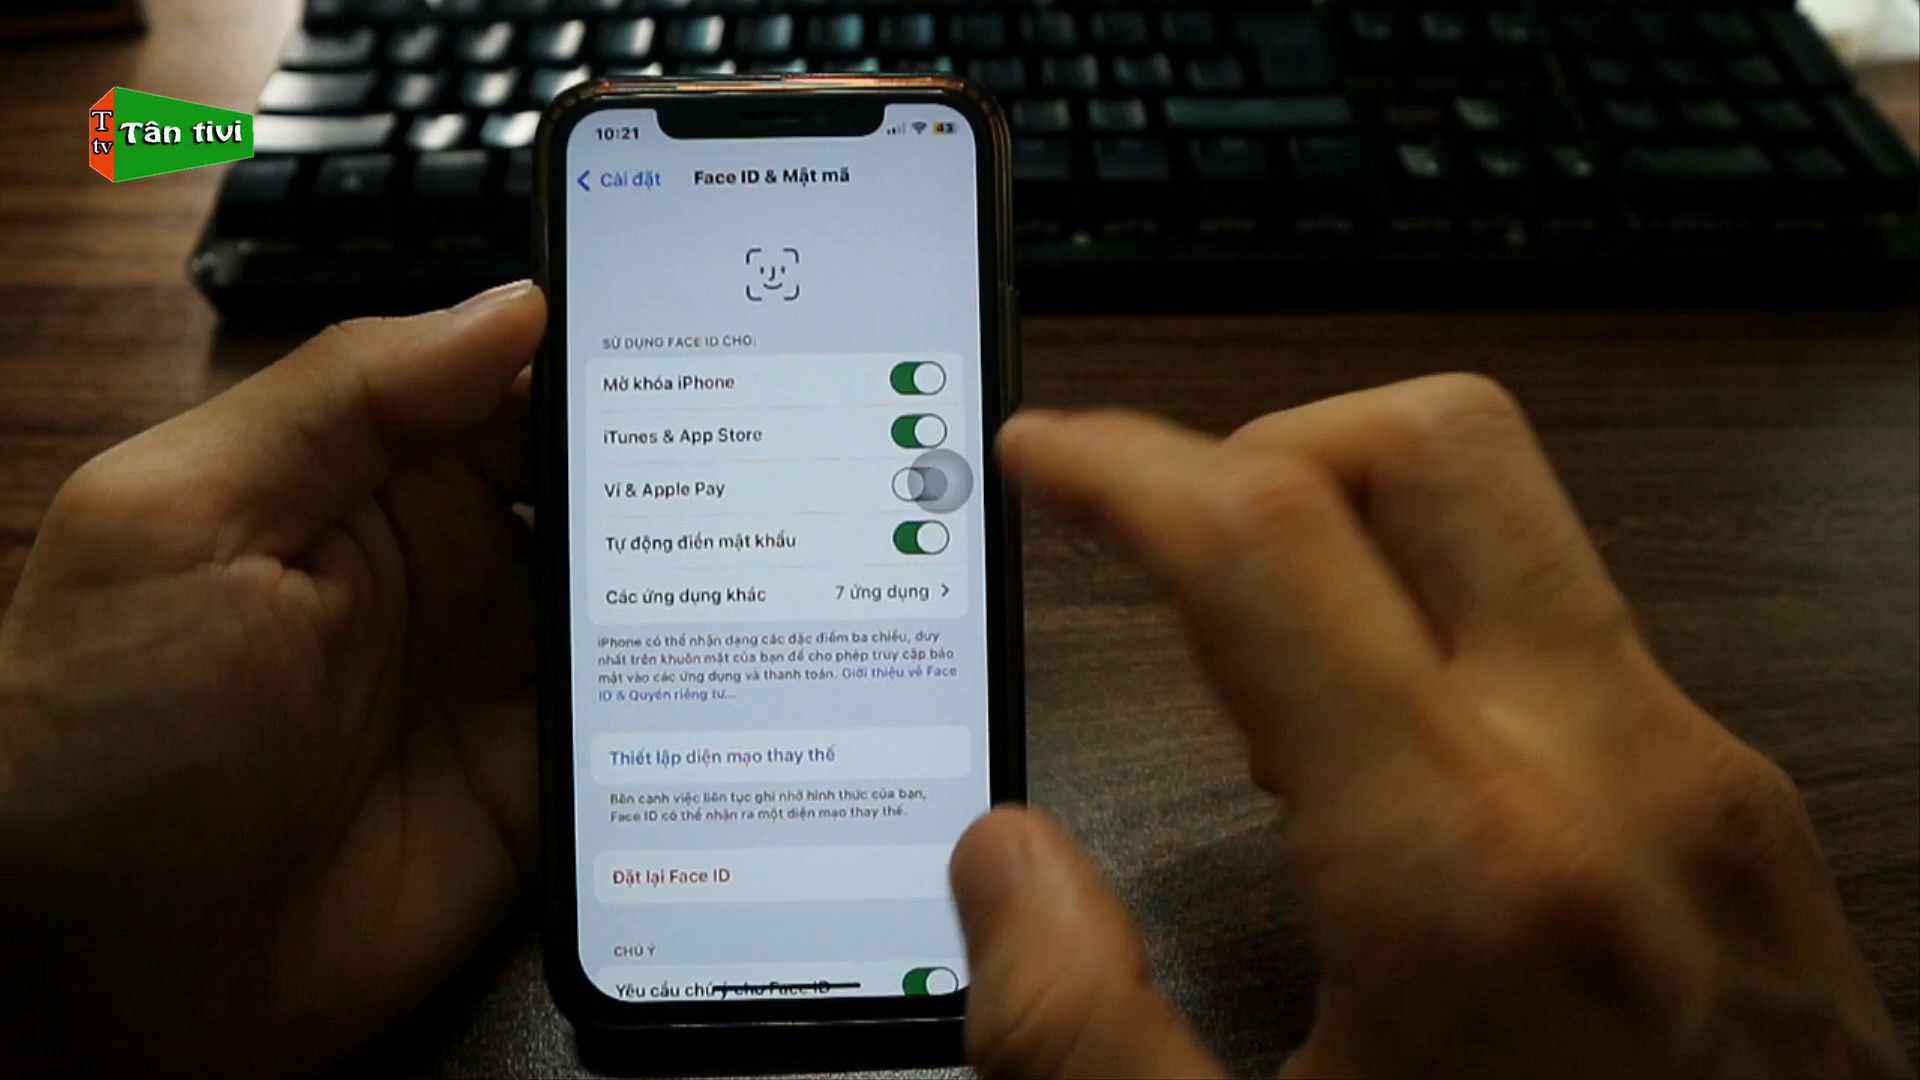 T
tv
Tân tivi
10:21
43
Cài đặt
Face ID & Mật mã
SỬ DỤNG FACE ID CHO:
Mở khóa iPhone
iTunes & App Store
Ví & Apple Pay
Tự động điền mật khẩu
Các ứng dụng khác
7 ứng dụng
iPhone có thể nhận dạng các đặc điểm ba chiều, duy
nhất trên khuôn mặt của bạn để cho phép truy cập bảo
mật vào các ứng dụng và thanh toán. Giới thiệu về Face
ID & Quyền riêng tư...
Thiết lập diện mạo thay thế
Bên cạnh việc liên tục ghi nhớ hình thức của bạn,
Face ID có thể nhận ra một diện mạo thay thế.
Đặt lại Face ID
CHÚ Ý
Yêu cầu chú ý cho Face ID